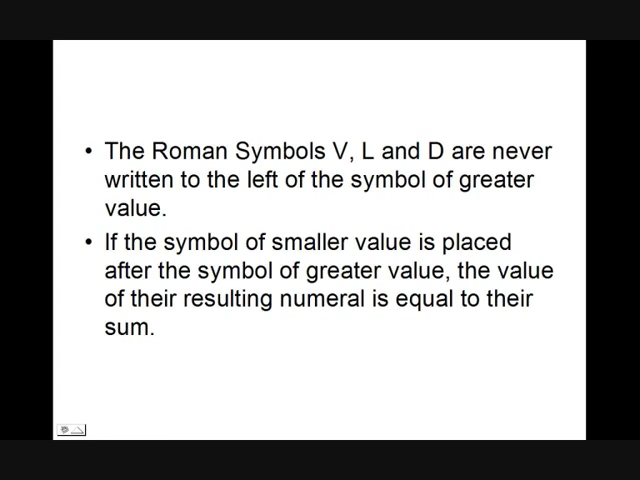 • The Roman Symbols V, L and D are never
written to the left of the symbol of greater
value.
• If the symbol of smaller value is placed
after the symbol of greater value, the value
of their resulting numeral is equal to their
sum.